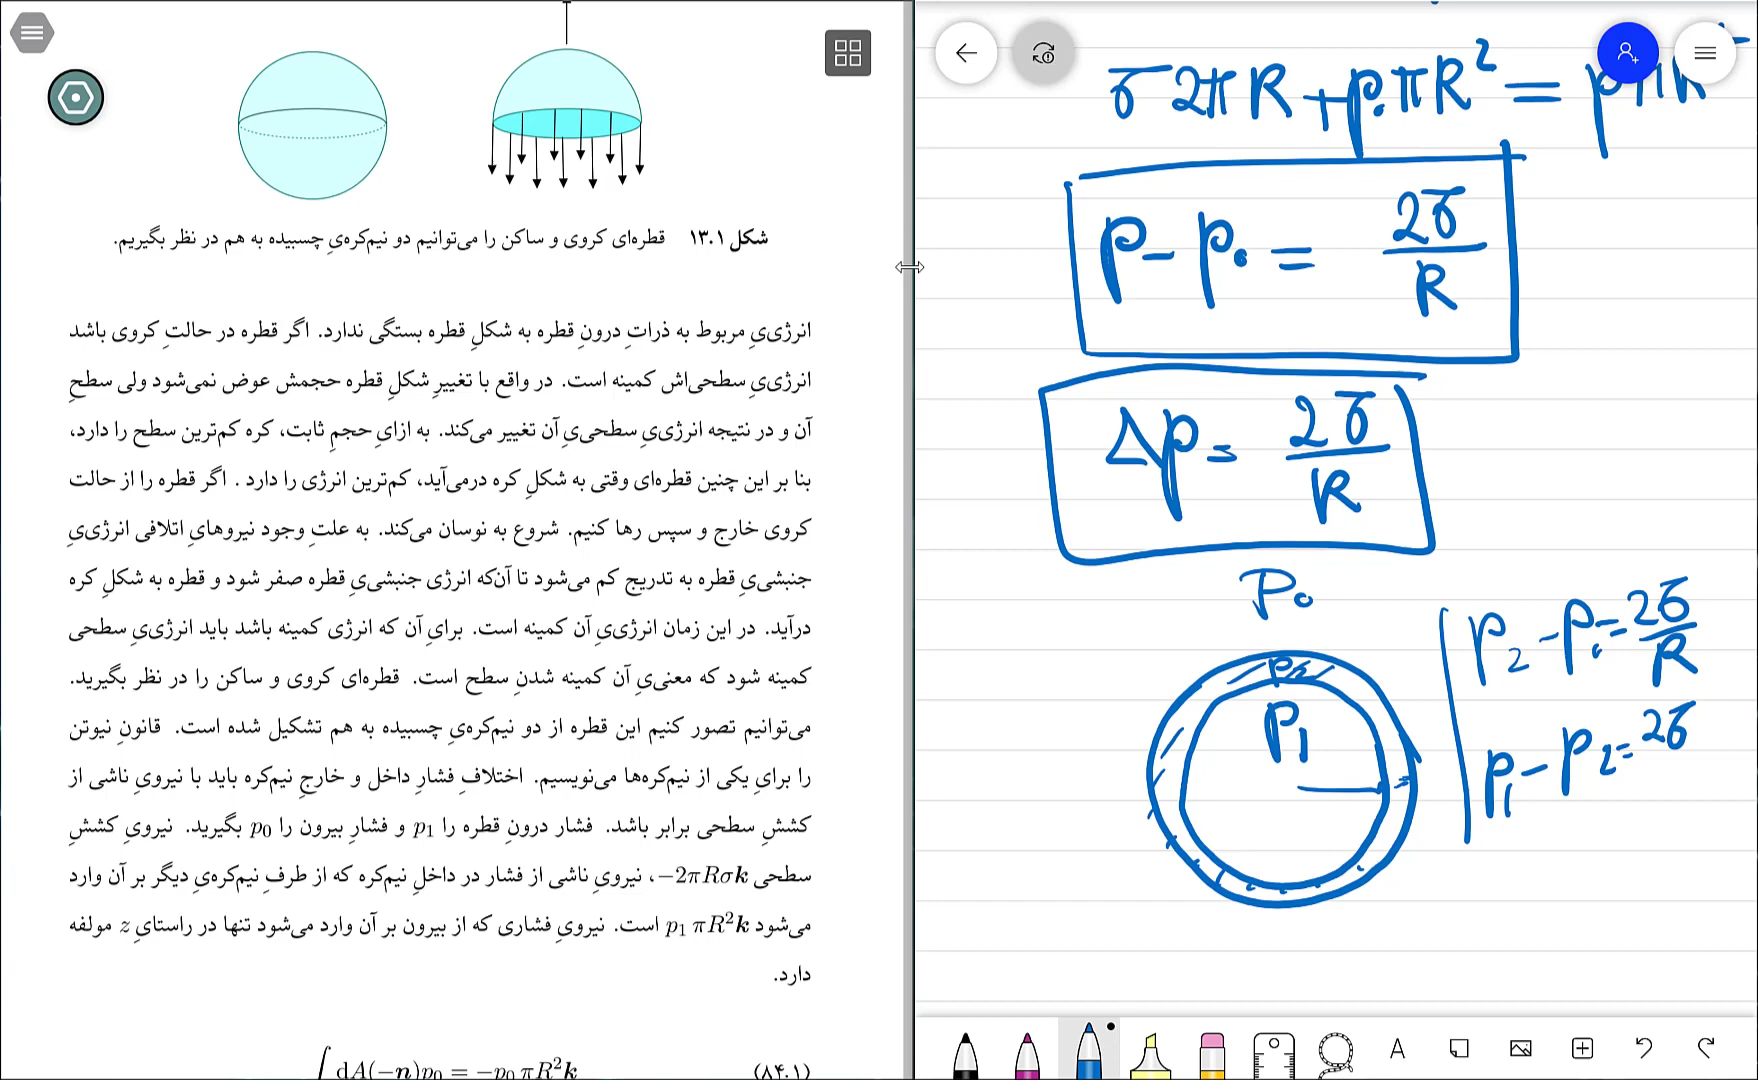 شکل ۱۳.۱ قطره‌ای کروی و ساکن را می‌توانیم دو نیم‌کره‌یِ چسبیده به هم در نظر بگیریم.
انرژی‌یِ مربوط به ذراتِ درونِ قطره به شکلِ قطره بستگی ندارد. اگر قطره در حالتِ کروی باشد
انرژی‌یِ سطحی‌اش کمینه است. در واقع با تغییرِ شکلِ قطره حجمش عوض نمی‌شود ولی سطحِ
آن و در نتیجه انرژی‌یِ سطحی‌یِ آن تغییر می‌کند. به ازایِ حجمِ ثابت، کره کم‌ترین سطح را دارد،
بنا بر این چنین قطره‌ای وقتی به شکلِ کره درمی‌آید، کم‌ترین انرژی را دارد . اگر قطره را از حالت
کروی خارج و سپس رها کنیم. شروع به نوسان می‌کند. به علتِ وجود نیروهایِ اتلافی انرژی‌یِ
جنبشی‌یِ قطره به تدریج کم می‌شود تا آن‌که انرژی جنبشی‌یِ قطره صفر شود و قطره به شکلِ کره
درآید. در این زمان انرژی‌یِ آن کمینه است. برایِ آن که انرژی کمینه باشد باید انرژی‌یِ سطحی
کمینه شود که معنی‌یِ آن کمینه شدنِ سطح است. قطره‌ای کروی و ساکن را در نظر بگیرید.
می‌توانیم تصور کنیم این قطره از دو نیم‌کره‌یِ چسبیده به هم تشکیل شده است. قانونِ نیوتن
را برایِ یکی از نیم‌کره‌ها می‌نویسیم. اختلافِ فشارِ داخل و خارجِ نیم‌کره باید با نیرویِ ناشی از
کششِ سطحی برابر باشد. فشار درونِ قطره را p₁ و فشارِ بیرون را p₀ بگیرید. نیرویِ کششِ
سطحی −2πRσk، نیرویِ ناشی از فشار در داخلِ نیم‌کره که از طرفِ نیم‌کره‌یِ دیگر بر آن وارد
می‌شود p₁ πR²k است. نیرویِ فشاری که از بیرون بر آن وارد می‌شود تنها در راستایِ z مولفه
دارد.
∫ dA(−n)p₀ = −p₀ πR²k (۸۴.۱)
σ2πR + p₀πR² = pπR
p − p₀ = 2σ/R
Δp = 2σ/R
P₀
p₂
p₁
p₂ − p₀ = 2σ/R
p₁ − p₂ = 2σ
A